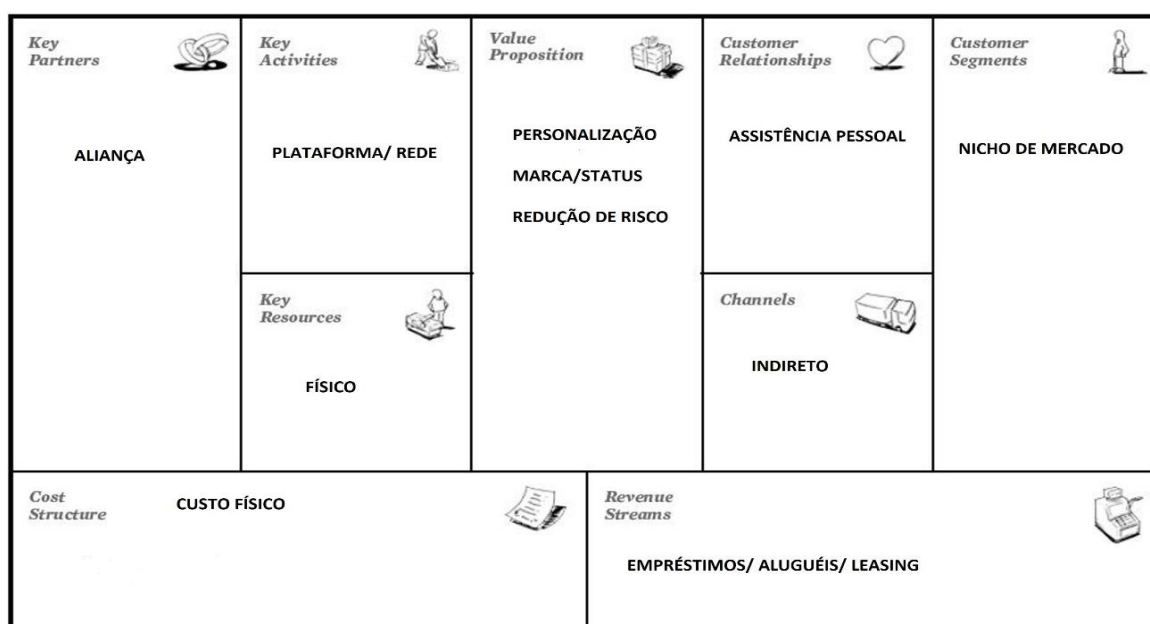 Key
Partners
ALIANÇA
Key
Activities
PLATAFORMA/ REDE
Key
Resources
FÍSICO
Value
Proposition
PERSONALIZAÇÃO
MARCA/STATUS
REDUÇÃO DE RISCO
Customer
Relationships
ASSISTÊNCIA PESSOAL
Channels
INDIRETO
Customer
Segments
NICHO DE MERCADO
Cost
Structure
CUSTO FÍSICO
Revenue
Streams
EMPRÉSTIMOS/ ALUGUÉIS/ LEASING